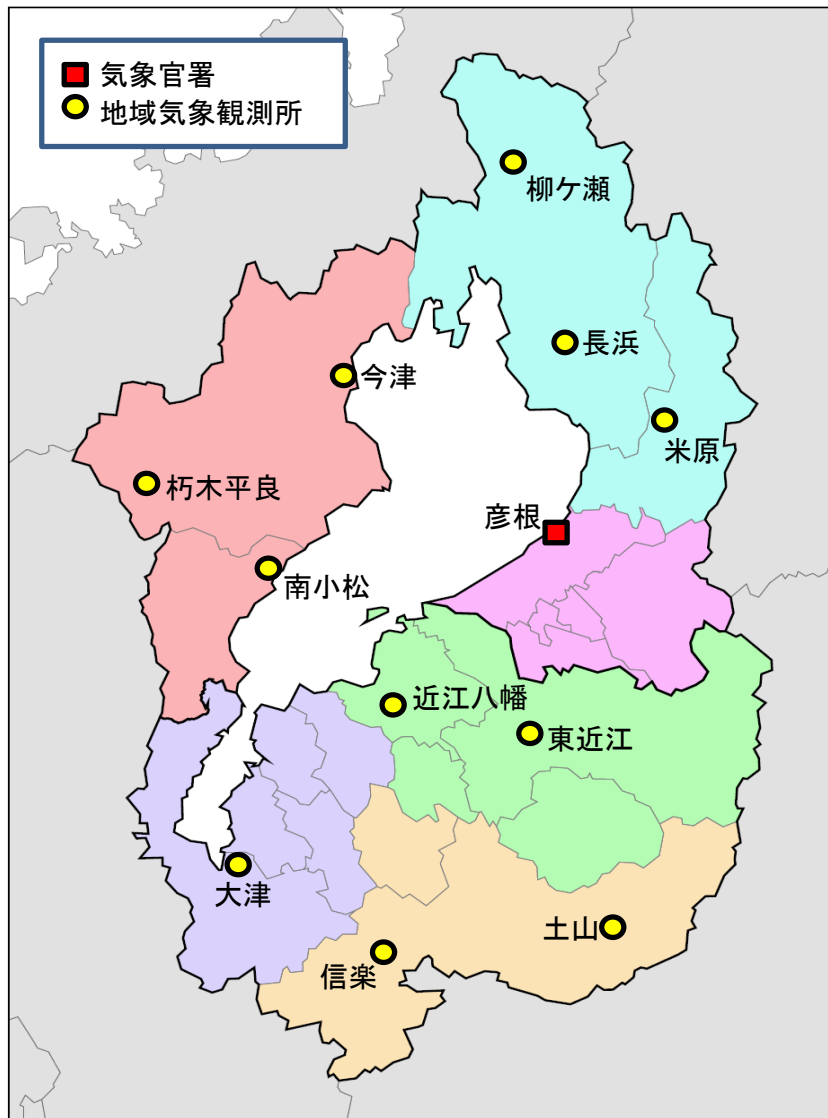 気象官署
地域気象観測所
柳ケ瀬
長浜
今津
米原
朽木平良
彦根
南小松
近江八幡
東近江
大津
土山
信楽